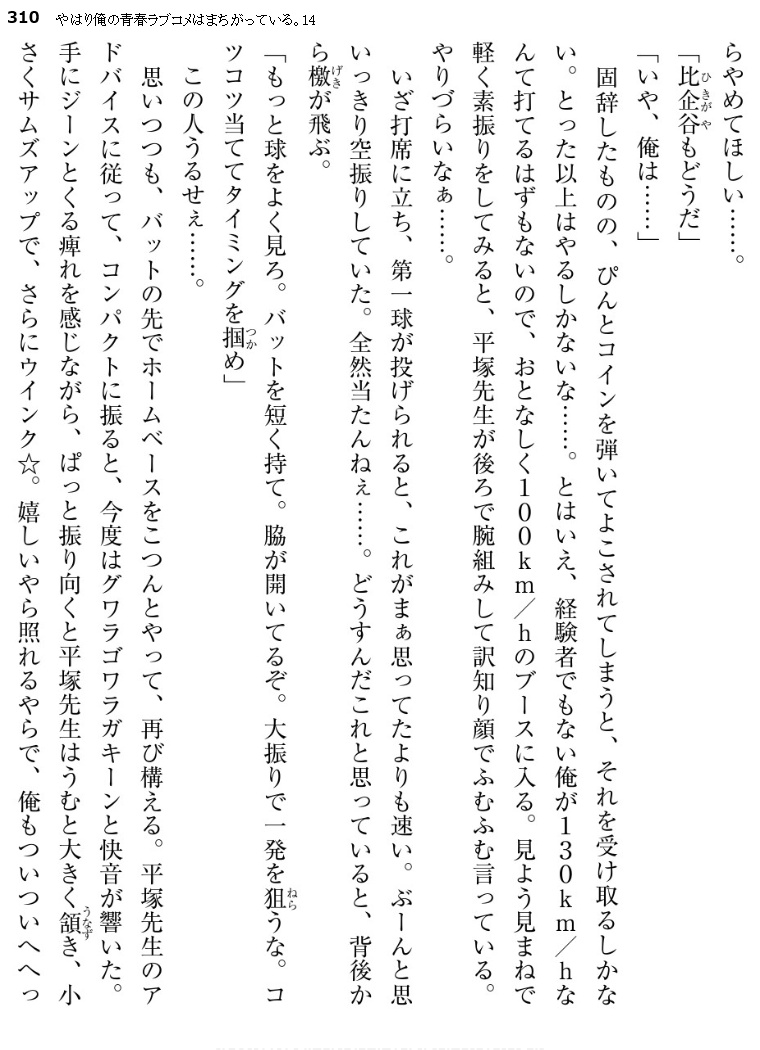 310 やはり俺の青春ラブコメはまちがっている。14
らやめてほしい……。
「比企谷もどうだ」
「いや、俺は……」
固辞したものの、ぴんとコインを弾いてよこされてしまうと、それを受け取るしかな
い。とった以上はやるしかないな……。とはいえ、経験者でもない俺が130km/hな
んて打てるはずもないので、おとなしく100km/hのブースに入る。見よう見まねで
軽く素振りをしてみると、平塚先生が後ろで腕組みして訳知り顔でふむふむ言っている。
やりづらいなぁ……。
いざ打席に立ち、第一球が投げられると、これがまぁ思ってたよりも速い。ぶーんと思
いっきり空振りしていた。全然当たんねぇ……。どうすんだこれと思っていると、背後か
ら檄が飛ぶ。
「もっと球をよく見ろ。バットを短く持て。脇が開いてるぞ。大振りで一発を狙うな。コ
ツコツ当ててタイミングを掴め」
この人うるせぇ……。
思いつつも、バットの先でホームベースをこつんとやって、再び構える。平塚先生のア
ドバイスに従って、コンパクトに振ると、今度はグワラゴワラガキーンと快音が響いた。
手にジーンとくる痺れを感じながら、ぱっと振り向くと平塚先生はうむと大きく頷き、小
さくサムズアップで、さらにウインク☆。嬉しいやら照れるやらで、俺もついついへへっ